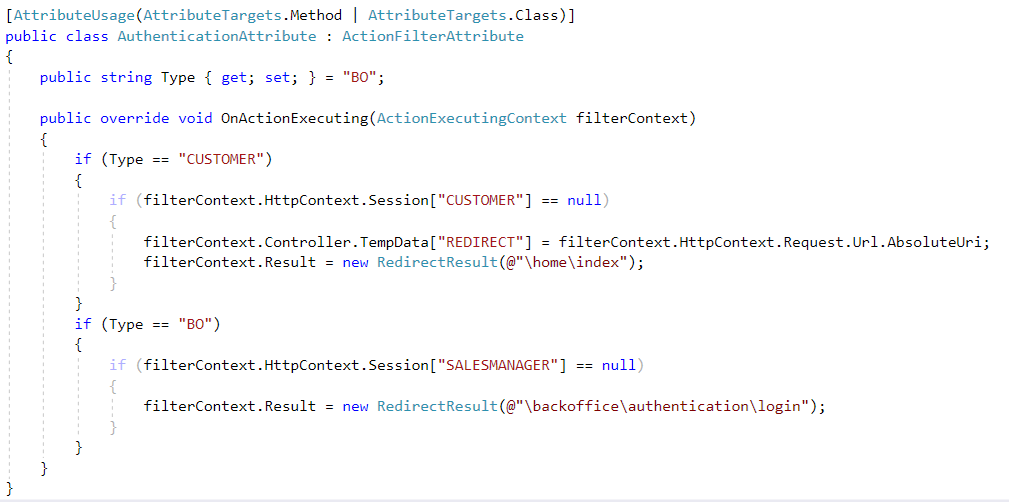 [AttributeUsage(AttributeTargets.Method | AttributeTargets.Class)]
public class AuthenticationAttribute : ActionFilterAttribute
{
    public string Type { get; set; } = "BO";

    public override void OnActionExecuting(ActionExecutingContext filterContext)
    {
        if (Type == "CUSTOMER")
        {
            if (filterContext.HttpContext.Session["CUSTOMER"] == null)
            {
                filterContext.Controller.TempData["REDIRECT"] = filterContext.HttpContext.Request.Url.AbsoluteUri;
                filterContext.Result = new RedirectResult(@"\home\index");
            }
        }
        if (Type == "BO")
        {
            if (filterContext.HttpContext.Session["SALESMANAGER"] == null)
            {
                filterContext.Result = new RedirectResult(@"\backoffice\authentication\login");
            }
        }
    }
}